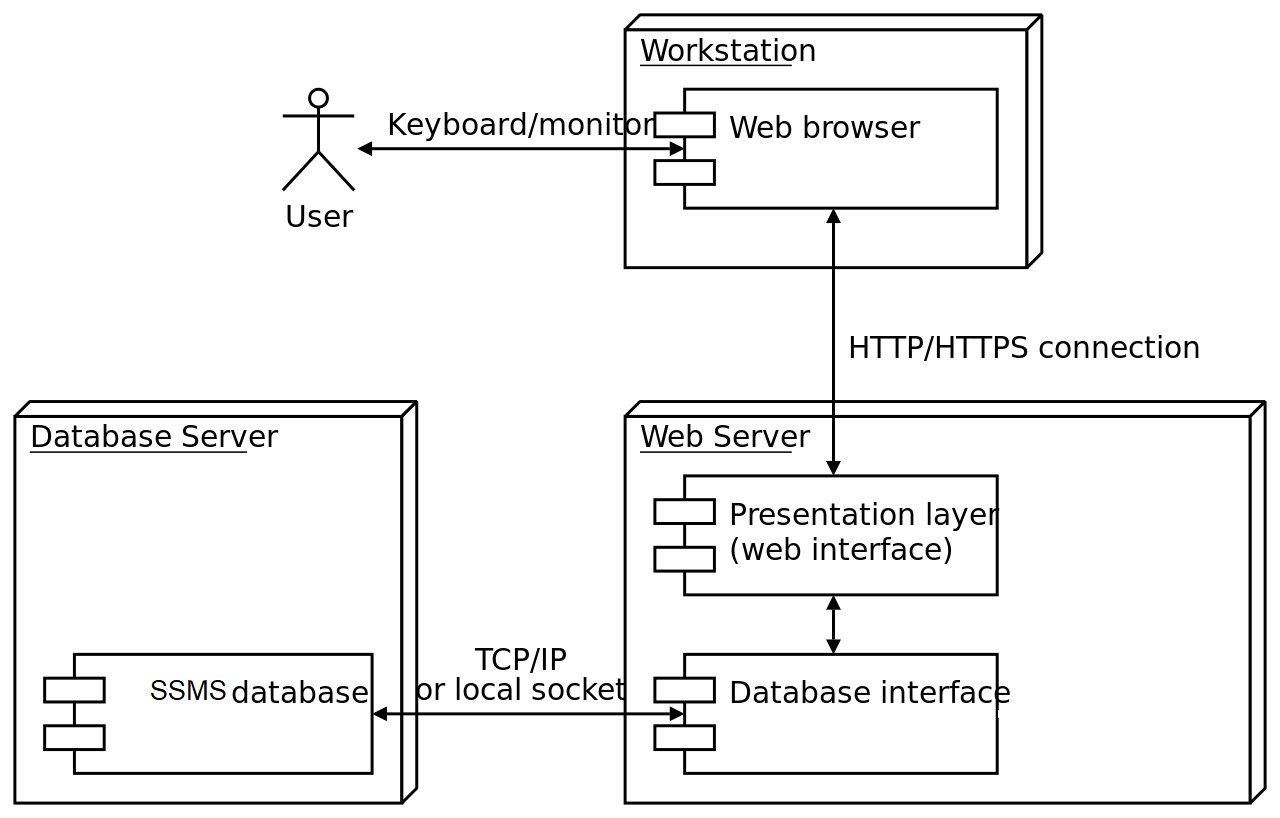 Workstation
Keyboard/monitor
Web browser
User
HTTP/HTTPS connection
Database Server
Web Server
Presentation layer
(web interface)
TCP/IP
or local socket
SSMS database
Database interface